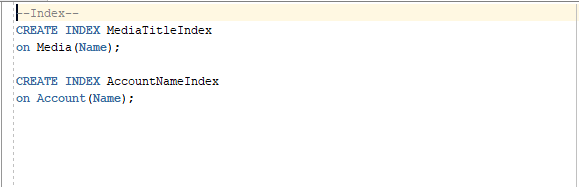 --Index--
CREATE INDEX MediaTitleIndex
on Media(Name);
CREATE INDEX AccountNameIndex
on Account(Name);